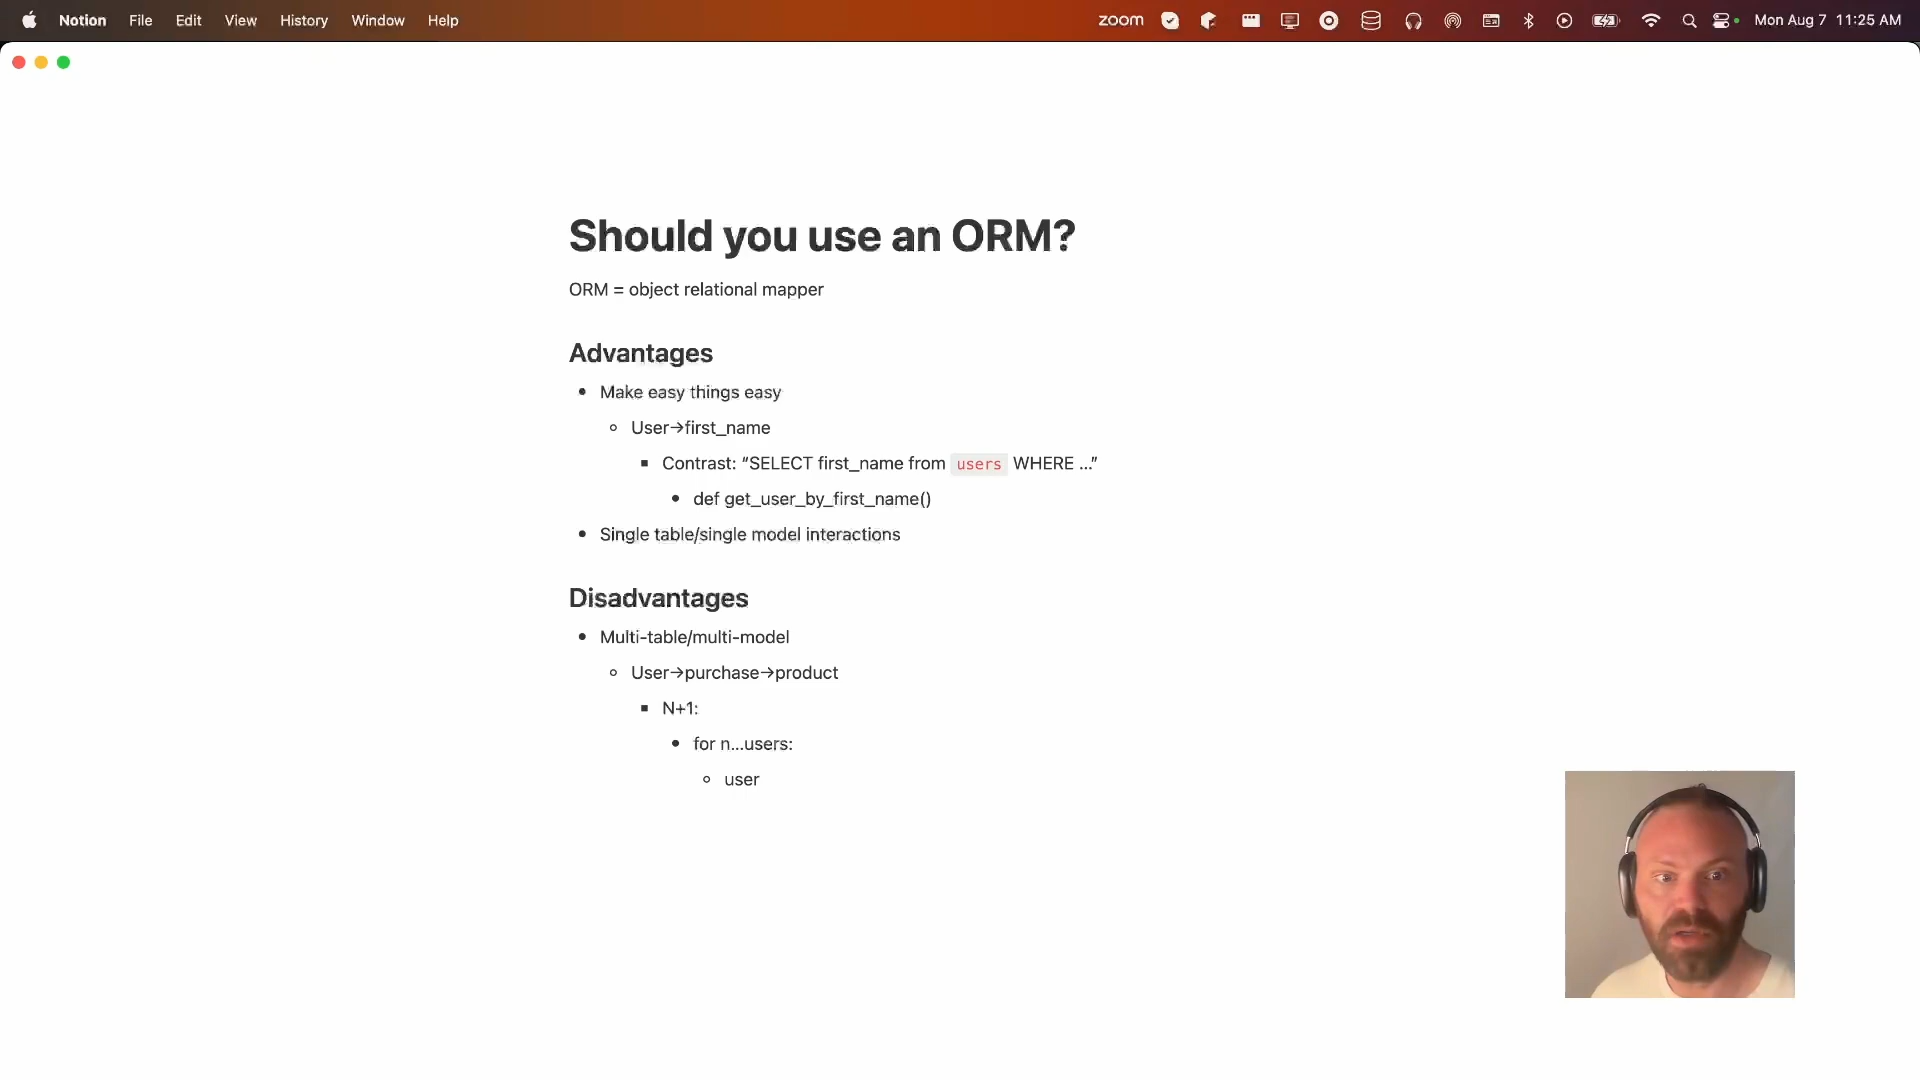 Notion File Edit View History Window Help zoom Mon Aug 7 11:25 AM
Should you use an ORM?
ORM = object relational mapper
Advantages
• Make easy things easy
◦ User→first_name
▪ Contrast: “SELECT first_name from users WHERE …”
• def get_user_by_first_name()
• Single table/single model interactions
Disadvantages
• Multi-table/multi-model
◦ User→purchase→product
▪ N+1:
• for n...users:
◦ user